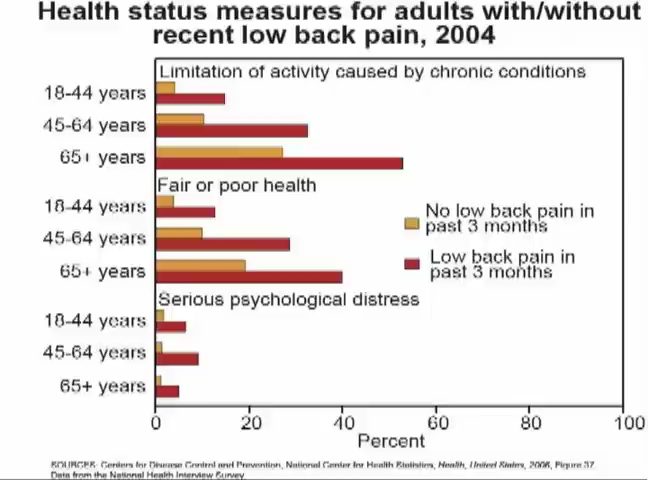 Health status measures for adults with/without
recent low back pain, 2004
Limitation of activity caused by chronic conditions
18-44 years
45-64 years
65+ years
Fair or poor health
18-44 years
45-64 years
65+ years
No low back pain in
past 3 months
Low back pain in
past 3 months
Serious psychological distress
18-44 years
45-64 years
65+ years
0 20 40 60 80 100
Percent
SOURCES: Centers for Disease Control and Prevention, National Center for Health Statistics, Health, United States, 2006, Figure 37.
Data from the National Health Interview Survey